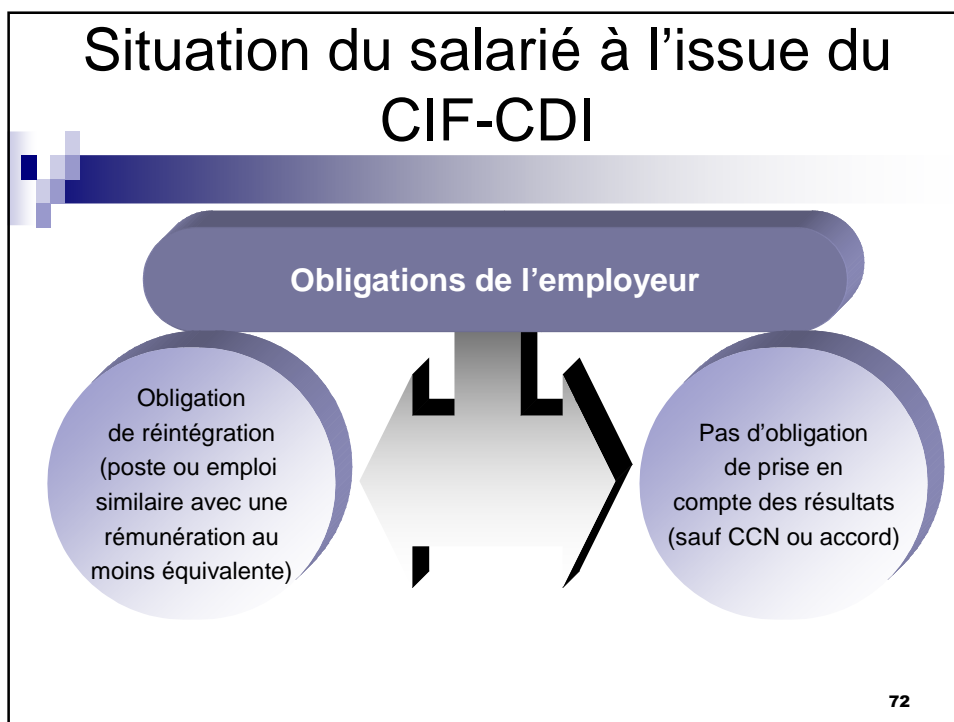 Situation du salarié à l’issue du
CIF-CDI
Obligations de l’employeur
Obligation
de réintégration
(poste ou emploi
similaire avec une
rémunération au
moins équivalente)
Pas d’obligation
de prise en
compte des résultats
(sauf CCN ou accord)
72